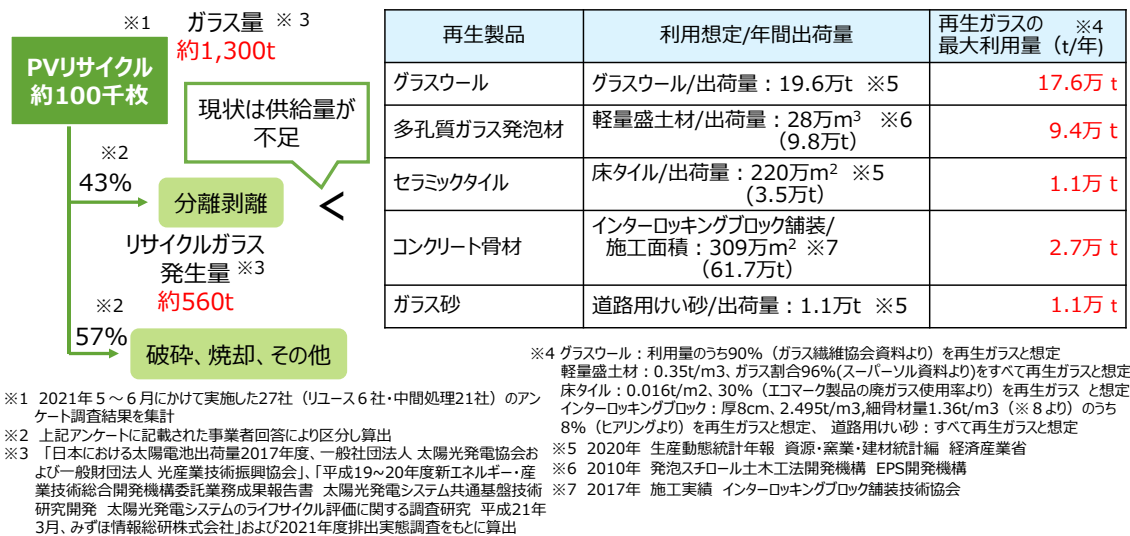 ※1
ガラス量 ※3
約1,300t
PVリサイクル
約100千枚
現状は供給量が
不足
※2
43%
分離剥離
<
リサイクルガラス
発生量 ※3
約560t
※2
57%
破砕、焼却、その他
再生製品 利用想定/年間出荷量 再生ガラスの ※4
最大利用量（t/年)
グラスウール グラスウール/出荷量：19.6万t ※5 17.6万 t
多孔質ガラス発泡材 軽量盛土材/出荷量：28万m³ ※6 9.4万 t
(9.8万t）
セラミックタイル 床タイル/出荷量：220万m² ※5 1.1万 t
(3.5万t）
コンクリート骨材 インターロッキングブロック舗装/ 2.7万 t
施工面積：309万m² ※7
（61.7万t）
ガラス砂 道路用けい砂/出荷量：1.1万t ※5 1.1万 t
※4 グラスウール：利用量のうち90%（ガラス繊維協会資料より）を再生ガラスと想定
軽量盛土材：0.35t/m3、ガラス割合96%(スーパーソル資料より)をすべて再生ガラスと想定
床タイル：0.016t/m2、30%（エコマーク製品の廃ガラス使用率より）を再生ガラス と想定
インターロッキングブロック：厚8cm、2.495t/m3,細骨材量1.36t/m3（※８より）のうち
8%（ヒアリングより）を再生ガラスと想定、 道路用けい砂：すべて再生ガラスと想定
※5 2020年 生産動態統計年報 資源・窯業・建材統計編 経済産業省
※6 2010年 発泡スチロール土木工法開発機構 EPS開発機構
※7 2017年 施工実績 インターロッキングブロック舗装技術協会
※1 2021年５～６月にかけて実施した27社（リユース６社・中間処理21社）のアン
ケート調査結果を集計
※2 上記アンケートに記載された事業者回答により区分し算出
※3 「日本における太陽電池出荷量2017年度、一般社団法人 太陽光発電協会お
よび一般財団法人 光産業技術振興協会」、「平成19~20年度新エネルギー・産
業技術総合開発機構委託業務成果報告書 太陽光発電システム共通基盤技術
研究開発 太陽光発電システムのライフサイクル評価に関する調査研究 平成21年
3月、みずほ情報総研株式会社」および2021年度排出実態調査をもとに算出